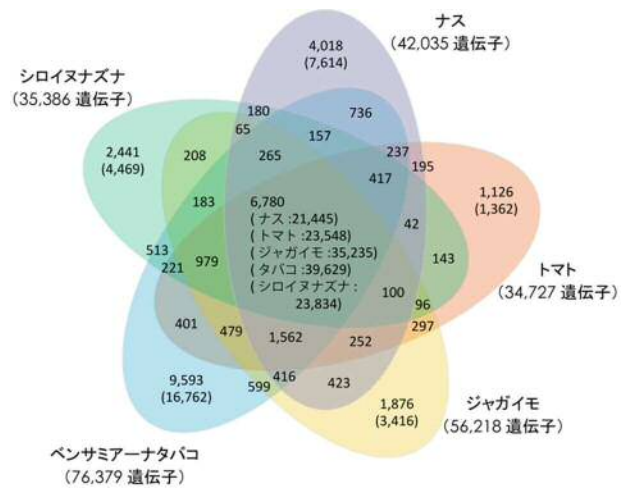 ナス
(42,035 遺伝子)
4,018
(7,614)
シロイヌナズナ
(35,386 遺伝子)
180
736
65
157
2,441
(4,469)
208
265
237
195
417
1,126
(1,362)
183
6,780
( ナス :21,445)
( トマト :23,548)
( ジャガイモ :35,235)
( タバコ :39,629)
( シロイヌナズナ :
23,834)
42
513
221
979
143
トマト
(34,727 遺伝子)
100
96
297
401
479
1,562
252
9,593
(16,762)
599
416
423
1,876
(3,416)
ジャガイモ
(56,218 遺伝子)
ベンサミアーナタバコ
(76,379 遺伝子)